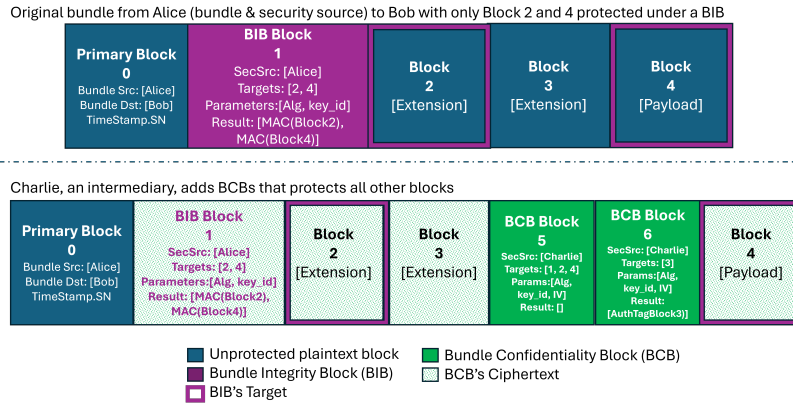 Original bundle from Alice (bundle & security source) to Bob with only Block 2 and 4 protected under a BIB
Primary Block
0
Bundle Src: [Alice]
Bundle Dst: [Bob]
TimeStamp.SN
BIB Block
1
SecSrc: [Alice]
Targets: [2, 4]
Parameters:[Alg, key_id]
Result: [MAC(Block2),
MAC(Block4)]
Block
2
[Extension]
Block
3
[Extension]
Block
4
[Payload]
Charlie, an intermediary, adds BCBs that protects all other blocks
Primary Block
0
Bundle Src: [Alice]
Bundle Dst: [Bob]
TimeStamp.SN
BIB Block
1
SecSrc: [Alice]
Targets: [2, 4]
Parameters:[Alg, key_id]
Result: [MAC(Block2),
MAC(Block4)]
Block
2
[Extension]
Block
3
[Extension]
BCB Block
5
SecSrc: [Charlie]
Targets: [1, 2, 4]
Params:[Alg,
key_id, IV]
Result: []
BCB Block
6
SecSrc: [Charlie]
Targets: [3]
Params:[Alg,
key_id, IV]
Result:
[AuthTagBlock3)]
Block
4
[Payload]
Unprotected plaintext block
Bundle Confidentiality Block (BCB)
Bundle Integrity Block (BIB)
BCB's Ciphertext
BIB's Target